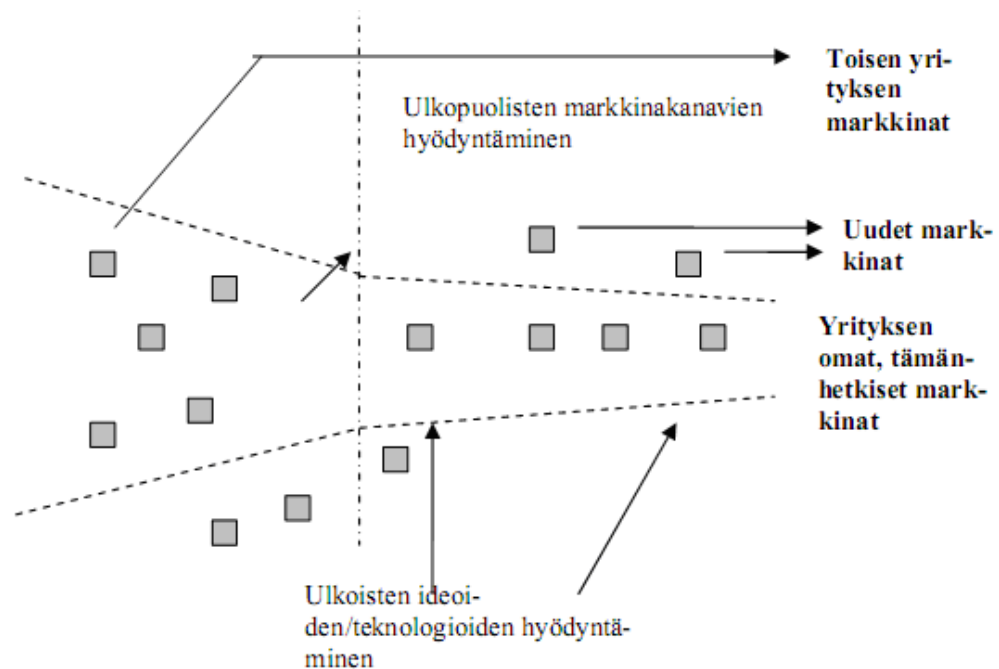 Toisen yri-
tyksen
markkinat
Ulkopuolisten markkinakanavien
hyödyntäminen
Uudet mark-
kinat
Yrityksen
omat, tämän-
hetkiset mark-
kinat
Ulkoisten ideoi-
den/teknologioiden hyödyntä-
minen